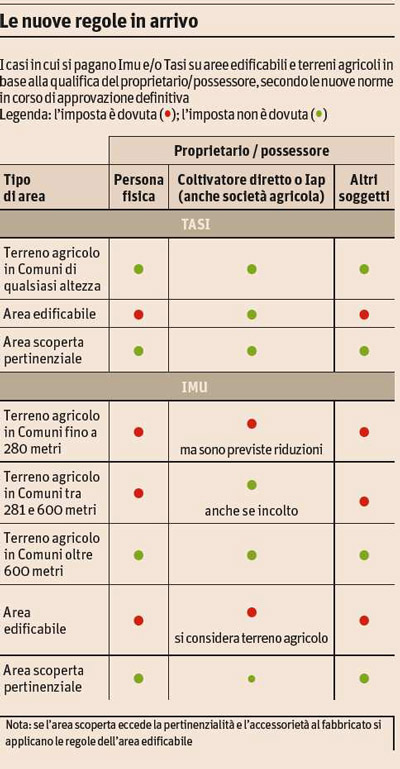 Le nuove regole in arrivo
I casi in cui si pagano Imu e/o Tasi su aree edificabili e terreni agricoli in
base alla qualifica del proprietario/possessore, secondo le nuove norme
in corso di approvazione definitiva
Legenda: l'imposta è dovuta (●); l'imposta non è dovuta (●)
Proprietario / possessore
Tipo
di area
Persona
fisica
Coltivatore diretto o Iap
(anche società agricola)
Altri
soggetti
TASI
Terreno agricolo
in Comuni di
qualsiasi altezza
Area edificabile
Area scoperta
pertinenziale
IMU
Terreno agricolo
in Comuni fino a
280 metri
ma sono previste riduzioni
Terreno agricolo
in Comuni tra
281 e 600 metri
anche se incolto
Terreno agricolo
in Comuni oltre
600 metri
Area
edificabile
si considera terreno agricolo
Area scoperta
pertinenziale
Nota: se l'area scoperta eccede la pertinenzialità e l'accessorietà al fabbricato si
applicano le regole dell'area edificabile